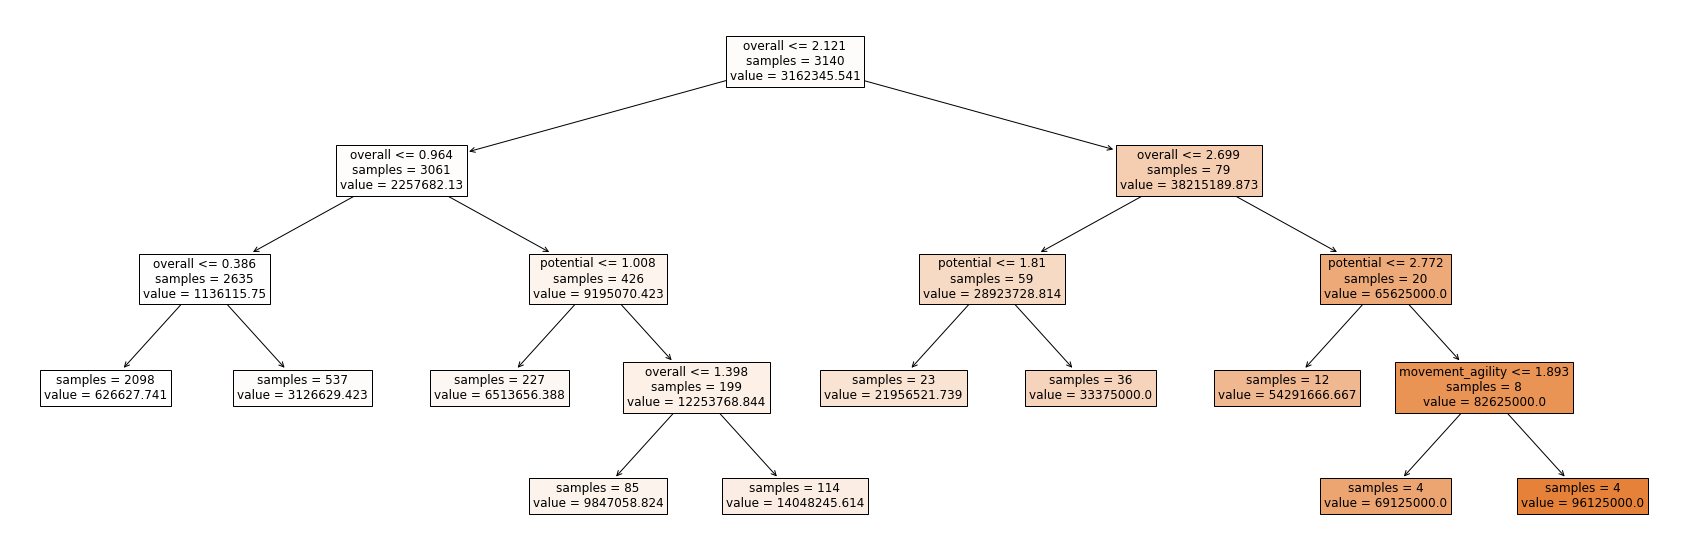 overall <= 2.121
samples = 3140
value = 3162345.541
overall <= 0.964
samples = 3061
value = 2257682.13
overall <= 2.699
samples = 79
value = 38215189.873
overall <= 0.386
samples = 2635
value = 1136115.75
potential <= 1.008
samples = 426
value = 9195070.423
potential <= 1.81
samples = 59
value = 28923728.814
potential <= 2.772
samples = 20
value = 65625000.0
samples = 2098
value = 626627.741
samples = 537
value = 3126629.423
samples = 227
value = 6513656.388
overall <= 1.398
samples = 199
value = 12253768.844
samples = 23
value = 21956521.739
samples = 36
value = 33375000.0
samples = 12
value = 54291666.667
movement_agility <= 1.893
samples = 8
value = 82625000.0
samples = 85
value = 9847058.824
samples = 114
value = 14048245.614
samples = 4
value = 69125000.0
samples = 4
value = 96125000.0